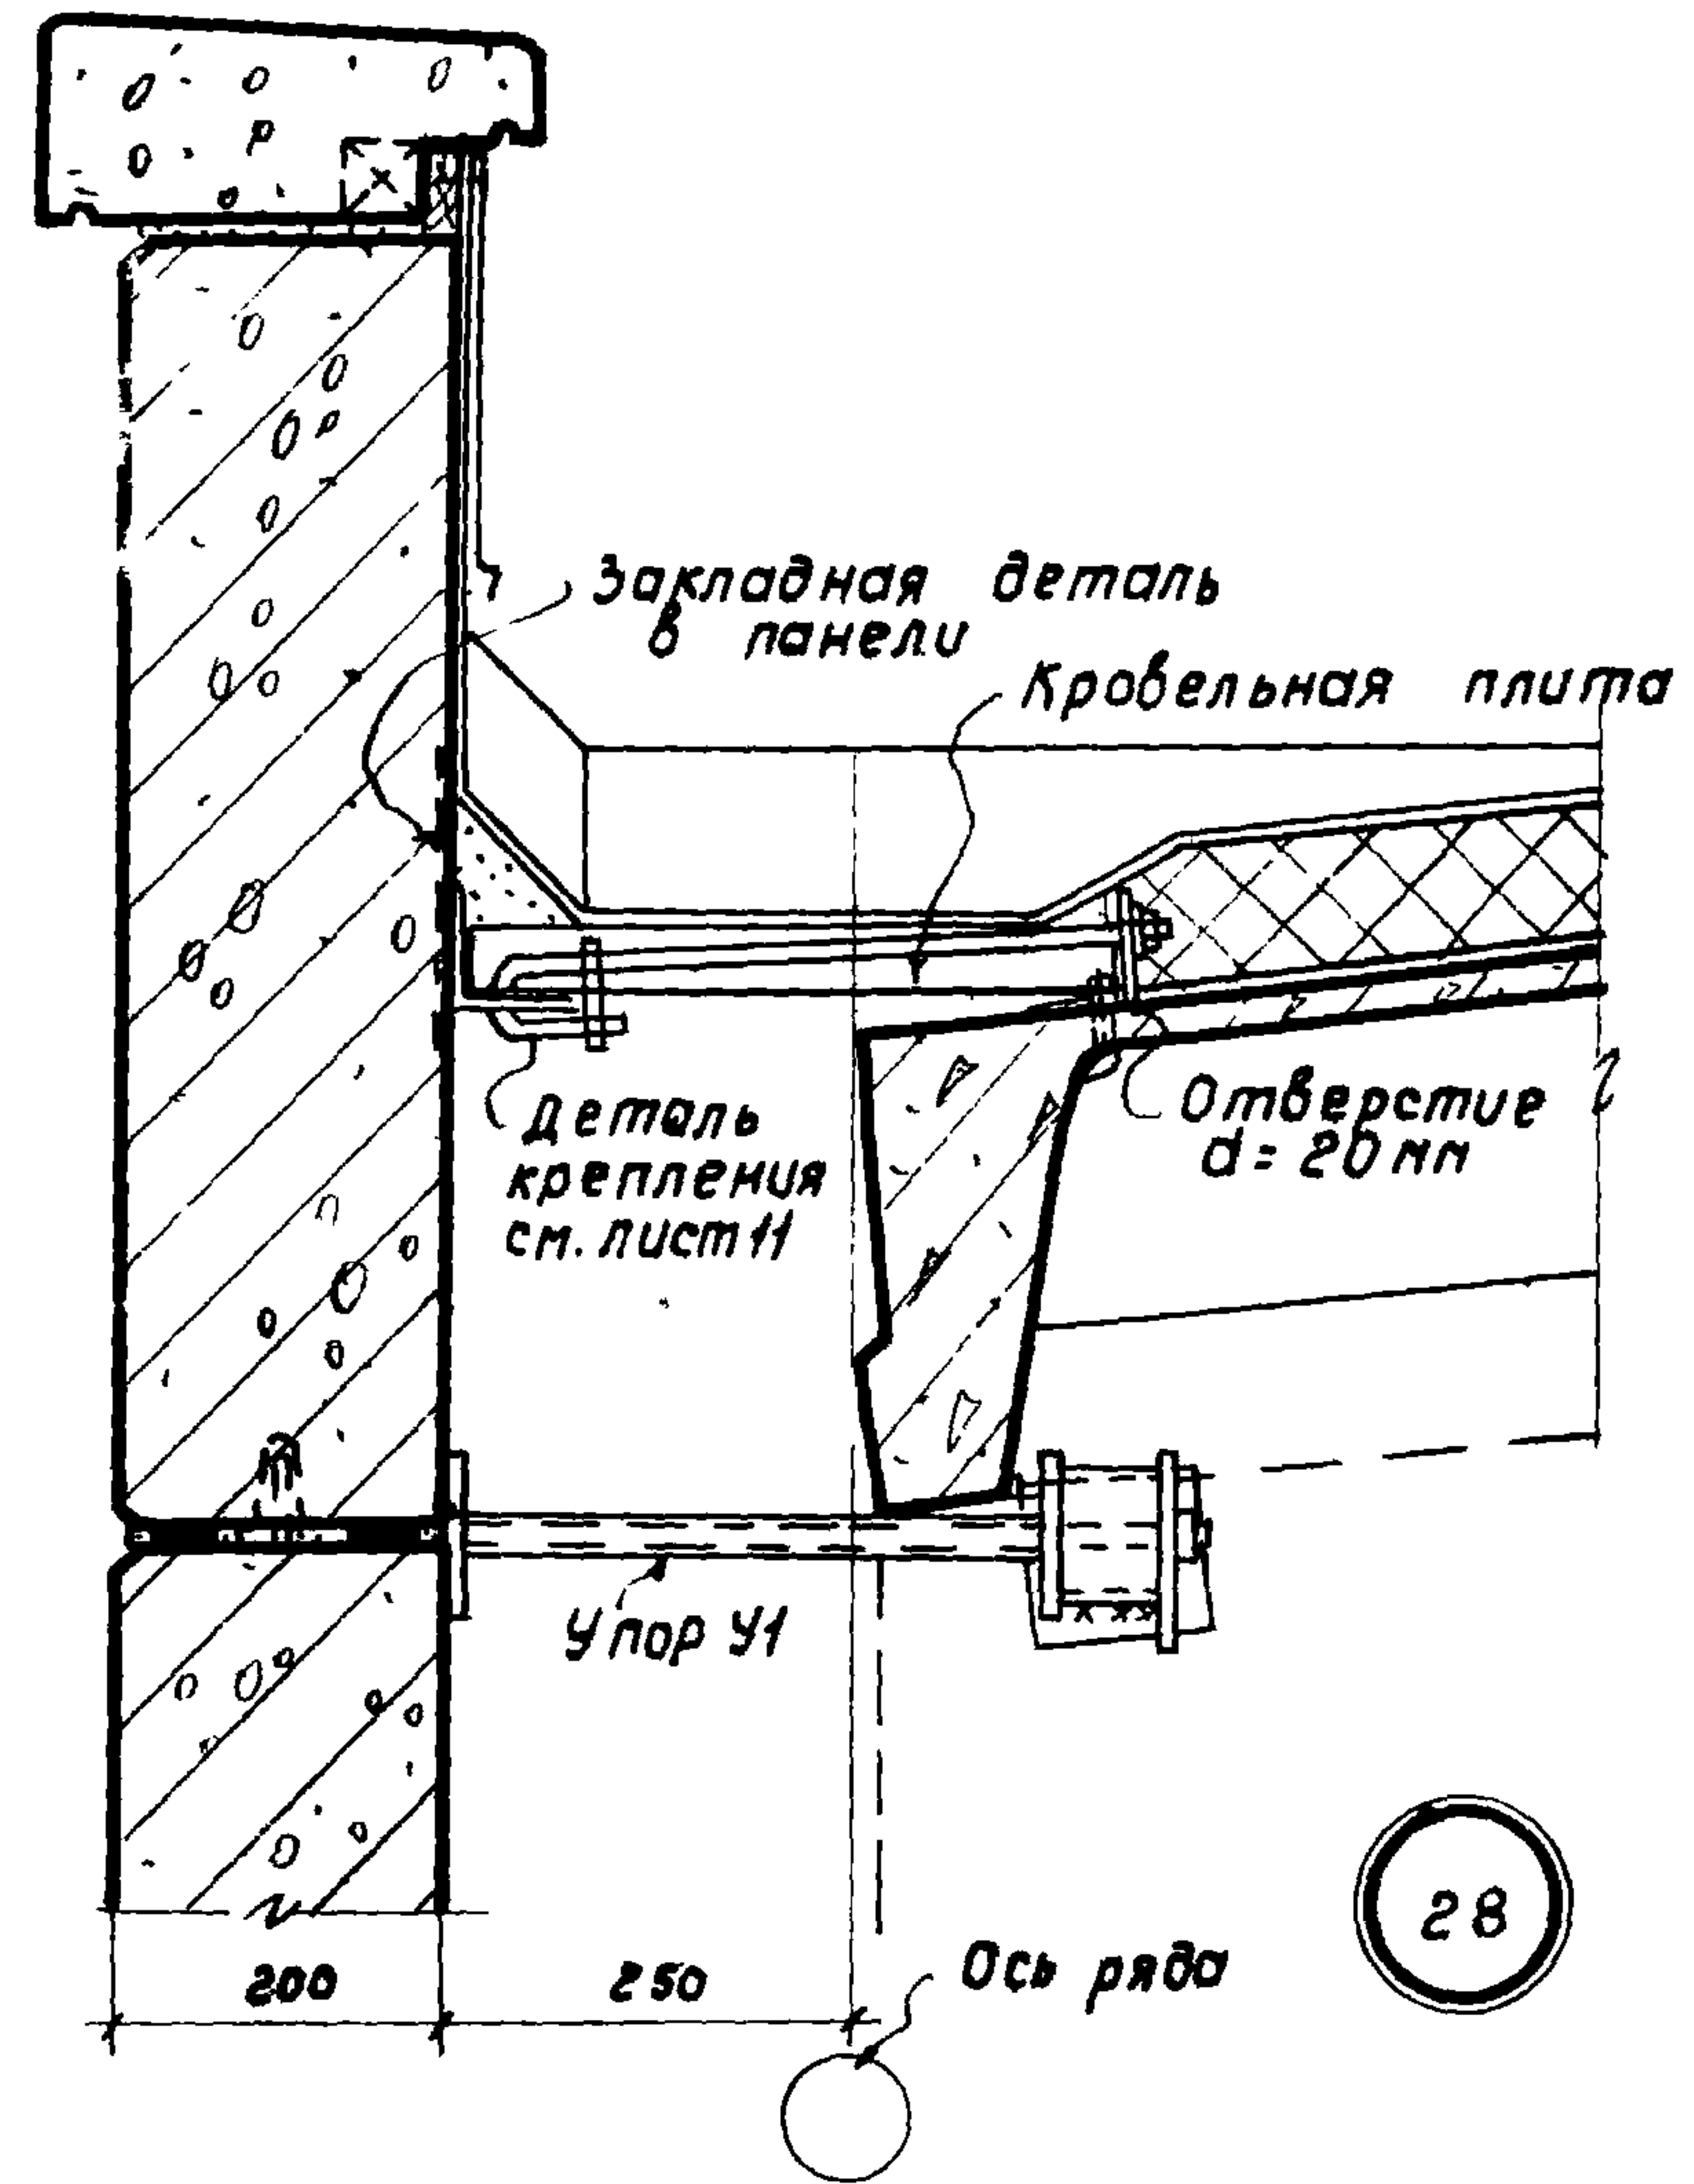 Закладная деталь
в панели
Кровельная плита
Отверстие
d = 20 мм
Деталь
крепления
см. лист 11
Упор У1
28
200
250
Ось ряда